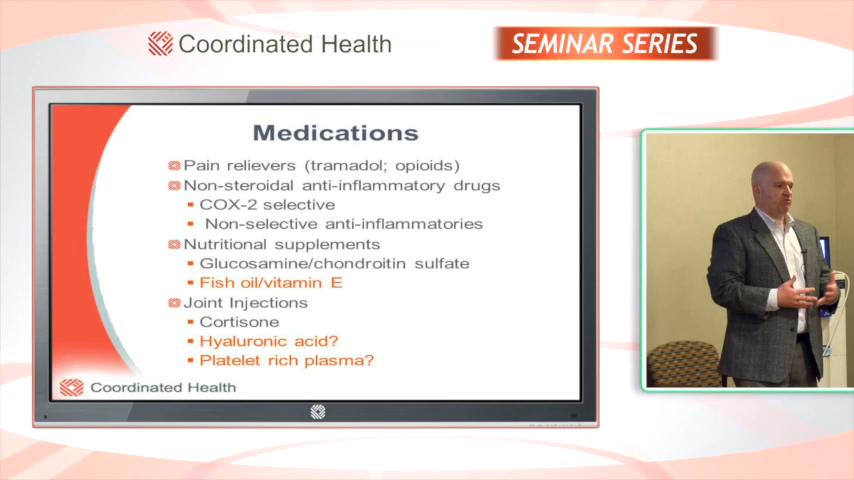 Coordinated Health
SEMINAR SERIES
Medications
Pain relievers (tramadol; opioids)
Non-steroidal anti-inflammatory drugs
COX-2 selective
Non-selective anti-inflammatories
Nutritional supplements
Glucosamine/chondroitin sulfate
Fish oil/vitamin E
Joint Injections
Cortisone
Hyaluronic acid?
Platelet rich plasma?
Coordinated Health